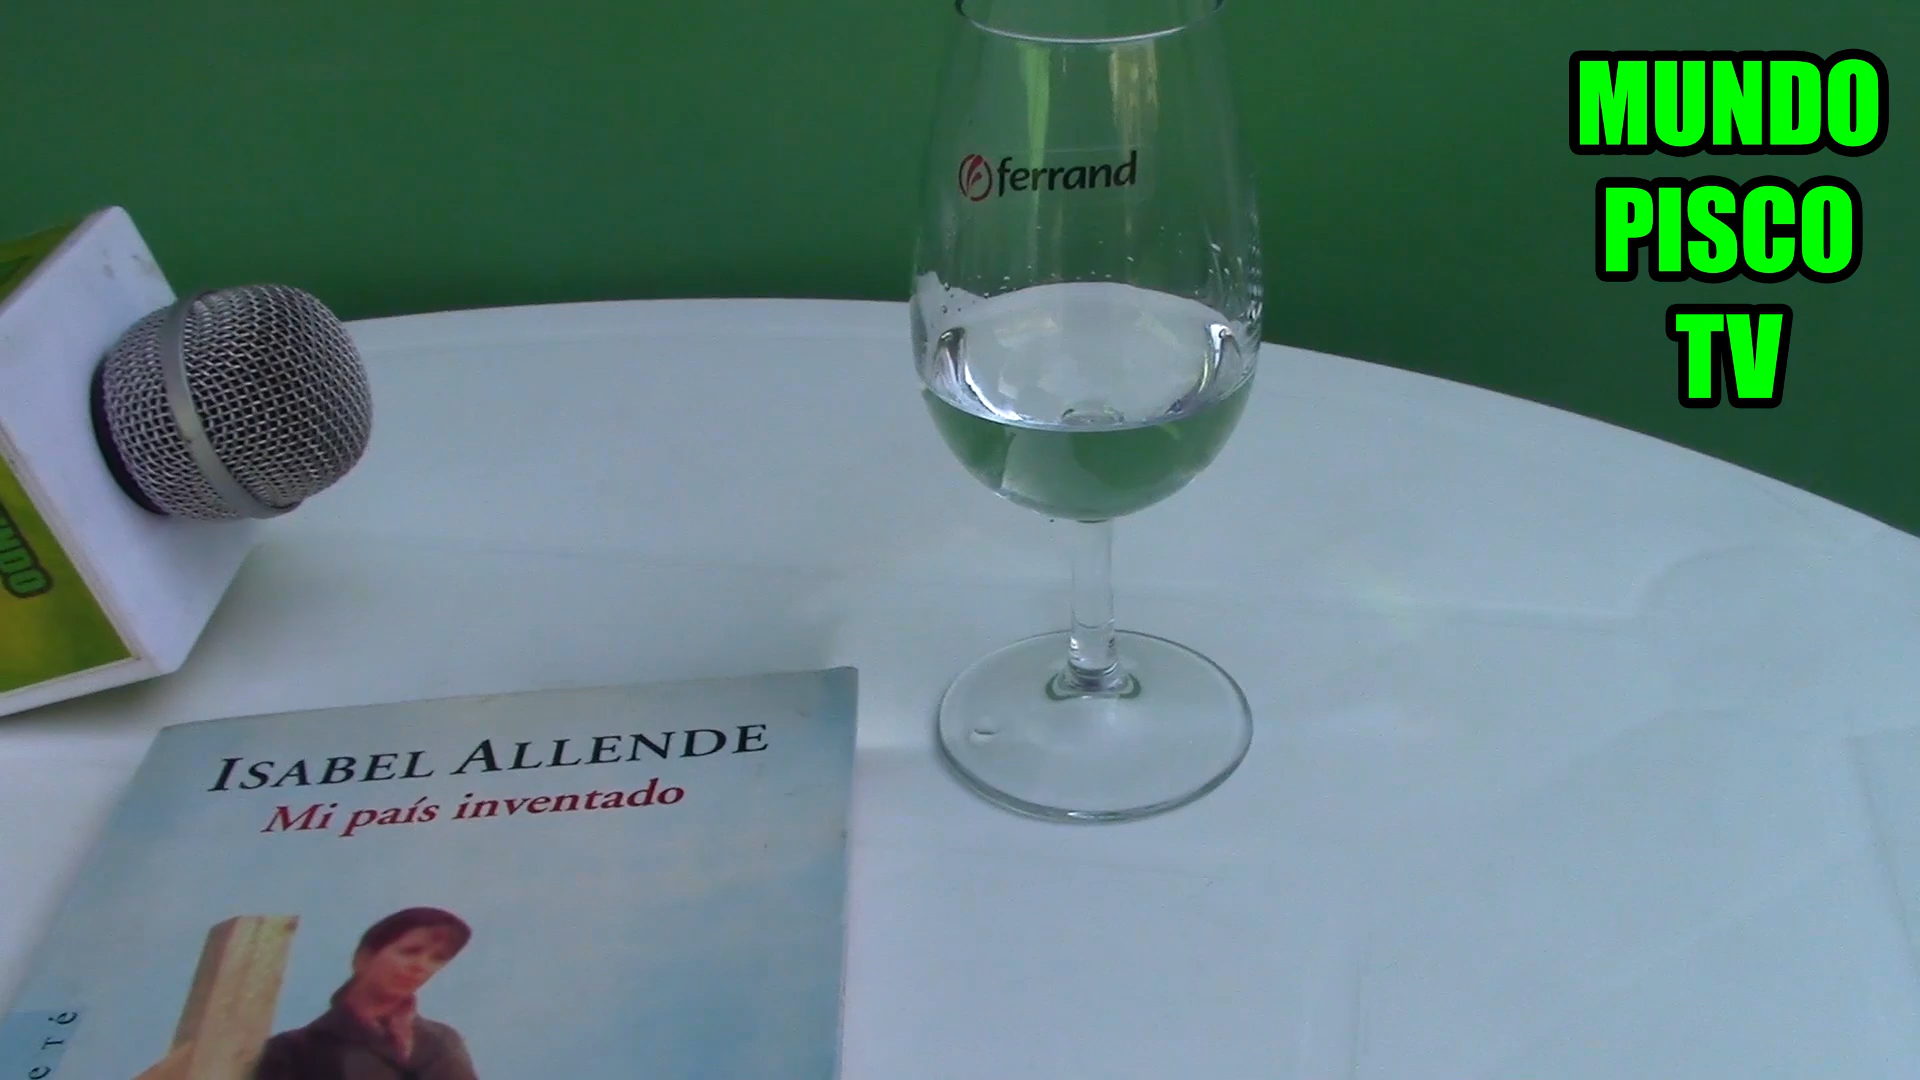 MUNDO
PISCO
TV
ferrand
ISABEL ALLENDE
Mi país inventado